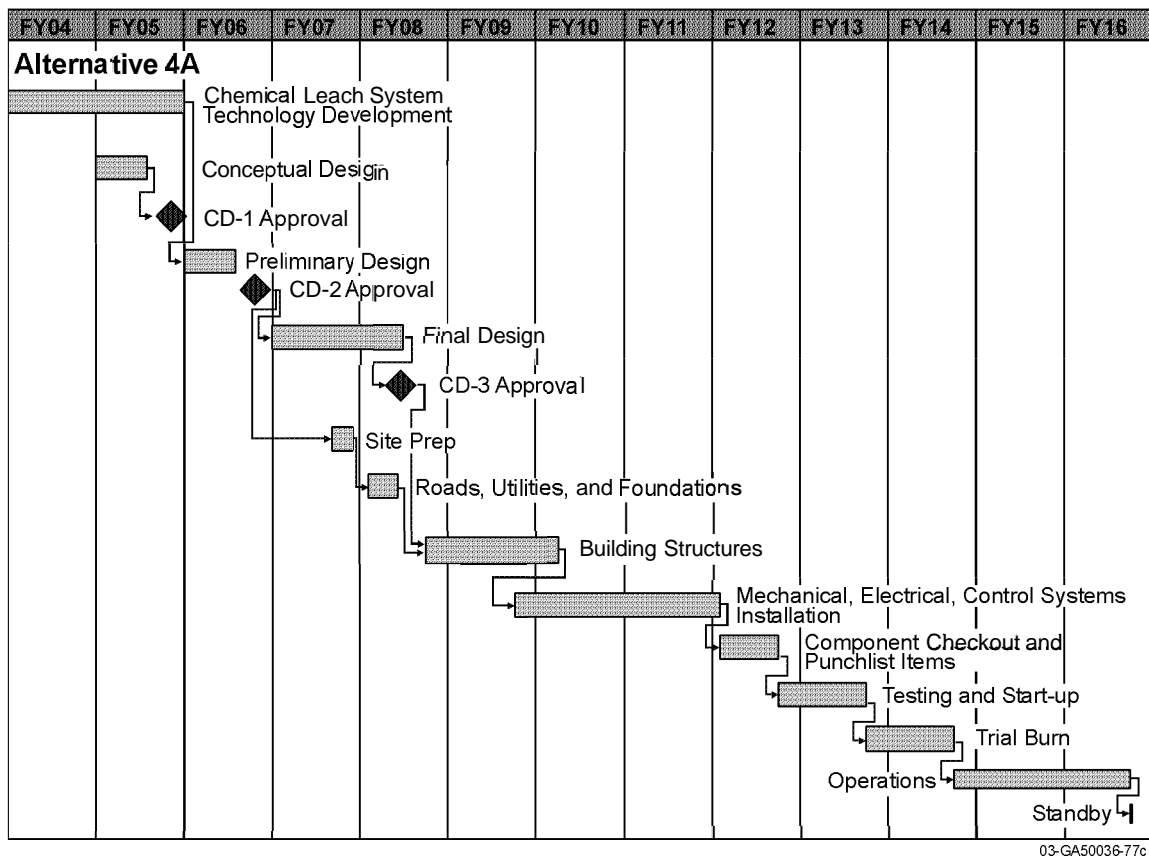 FY04 FY05 FY06 FY07 FY08 FY09 FY10 FY11 FY12 FY13 FY14 FY15 FY16
Alternative 4A
Chemical Leach System
Technology Development
Conceptual Design
CD-1 Approval
Preliminary Design
CD-2 Approval
Final Design
CD-3 Approval
Site Prep
Roads, Utilities, and Foundations
Building Structures
Mechanical, Electrical, Control Systems
Installation
Component Checkout and
Punchlist Items
Testing and Start-up
Trial Burn
Operations
Standby
03-GA50036-77c